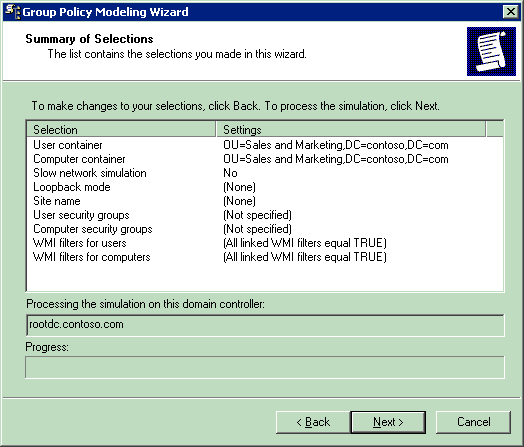 Group Policy Modeling Wizard
Summary of Selections
The list contains the selections you made in this wizard.
To make changes to your selections, click Back. To process the simulation, click Next.
Selection Settings
User container OU=Sales and Marketing,DC=contoso,DC=com
Computer container OU=Sales and Marketing,DC=contoso,DC=com
Slow network simulation No
Loopback mode (None)
Site name (None)
User security groups (Not specified)
Computer security groups (Not specified)
WMI filters for users (All linked WMI filters equal TRUE)
WMI filters for computers (All linked WMI filters equal TRUE)
Processing the simulation on this domain controller:
rootdc.contoso.com
Progress:
< Back Next > Cancel